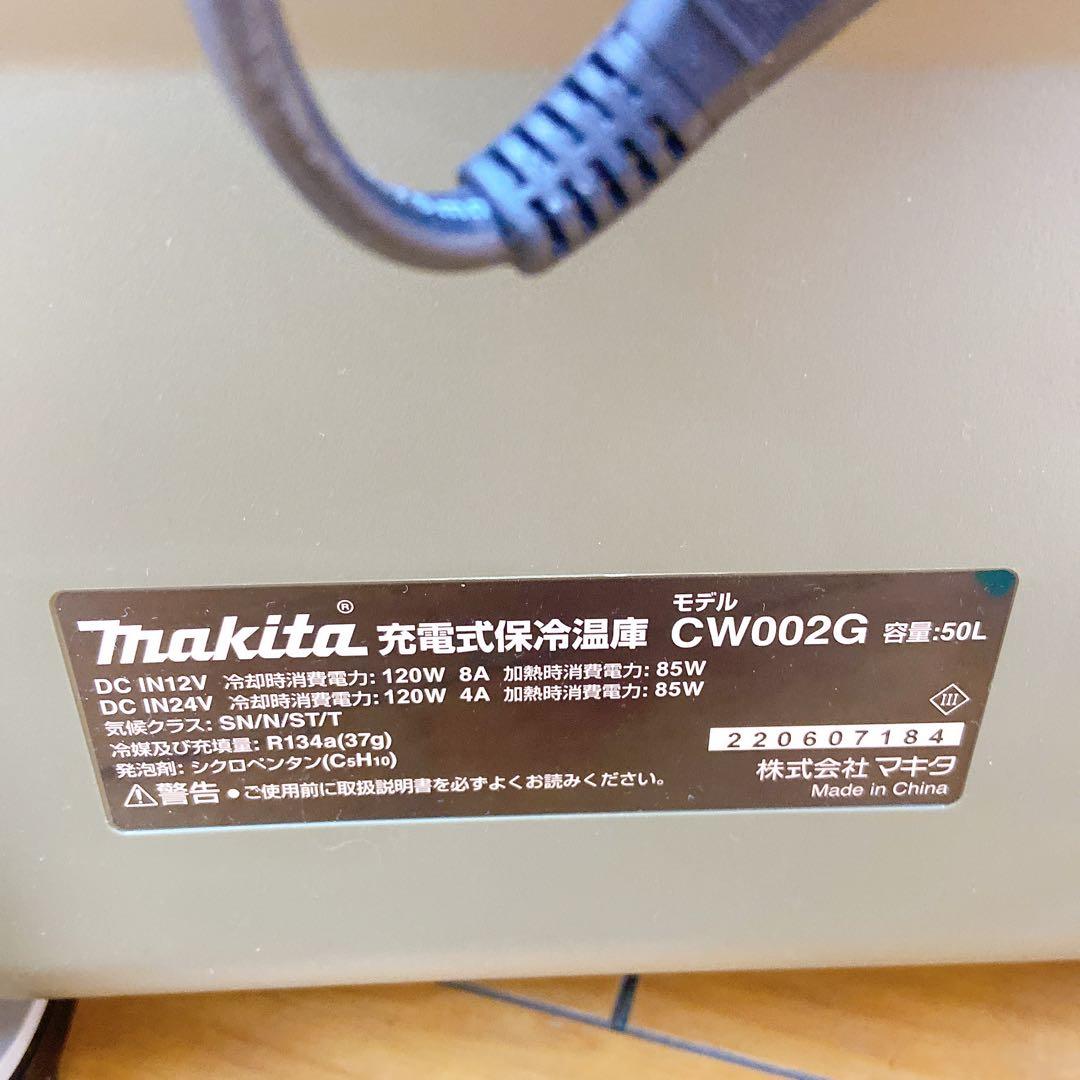 makita® 充電式保冷温庫 モデル CW002G 容量:50L
DC IN12V 冷却時消費電力: 120W 8A 加熱時消費電力: 85W
DC IN24V 冷却時消費電力: 120W 4A 加熱時消費電力: 85W
気候クラス: SN/N/ST/T
冷媒及び充填量: R134a(37g)
発泡剤: シクロペンタン(C5H10)
⚠警告 ●ご使用前に取扱説明書を必ずよくお読みください。
III
220607184
株式会社 マキタ
Made in China